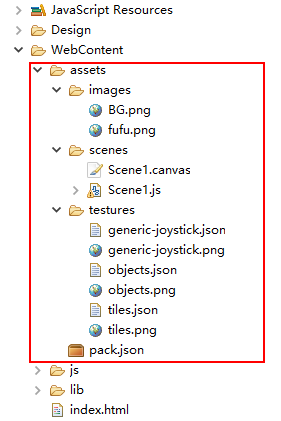 JavaScript Resources
Design
WebContent
assets
images
BG.png
fufu.png
scenes
Scene1.canvas
Scene1.js
testures
generic-joystick.json
generic-joystick.png
objects.json
objects.png
tiles.json
tiles.png
pack.json
js
lib
index.html